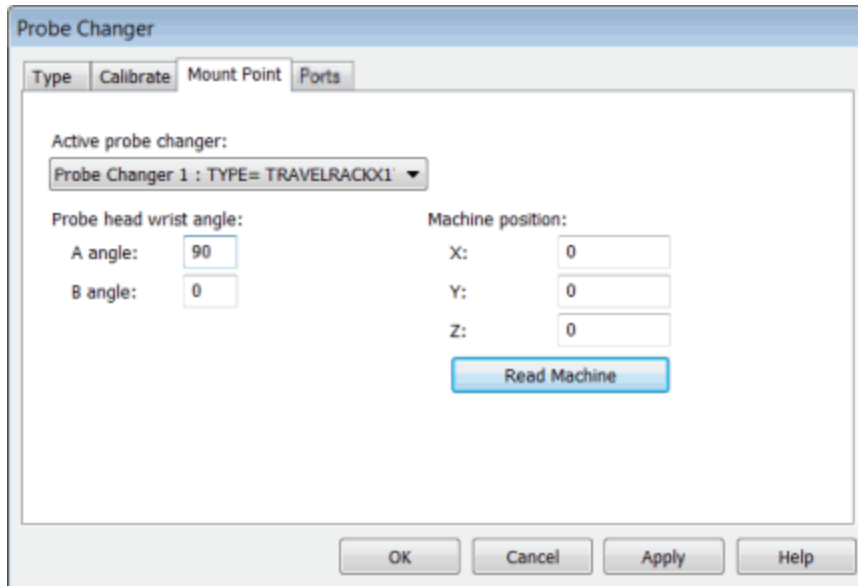 Probe Changer
Type Calibrate Mount Point Ports
Active probe changer:
Probe Changer 1 : TYPE= TRAVELRACKX1
Probe head wrist angle: Machine position:
A angle: 90 X: 0
B angle: 0 Y: 0
Z: 0
Read Machine
OK Cancel Apply Help